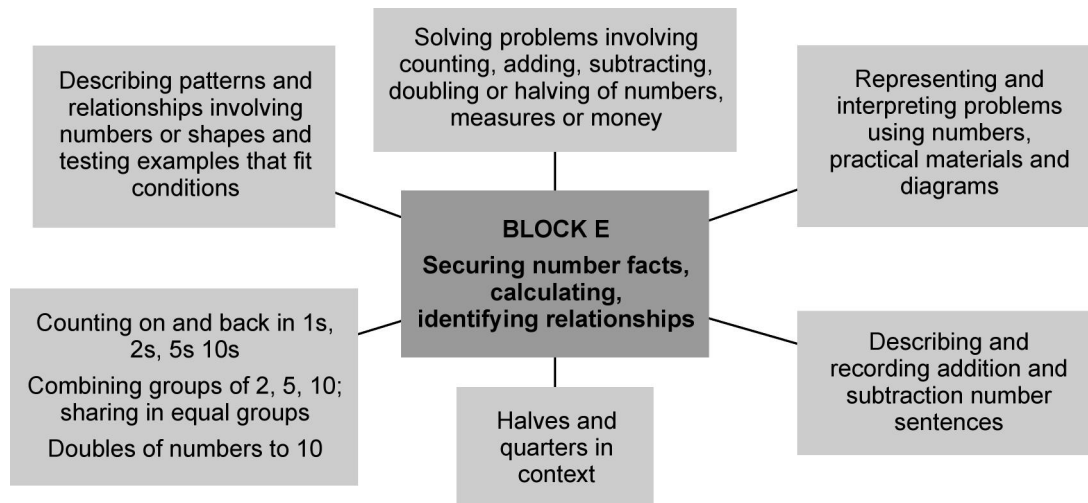 Describing patterns and
relationships involving
numbers or shapes and
testing examples that fit
conditions
Solving problems involving
counting, adding, subtracting,
doubling or halving of numbers,
measures or money
Representing and
interpreting problems
using numbers,
practical materials and
diagrams
BLOCK E
Securing number facts,
calculating,
identifying relationships
Counting on and back in 1s,
2s, 5s 10s
Combining groups of 2, 5, 10;
sharing in equal groups
Doubles of numbers to 10
Halves and
quarters in
context
Describing and
recording addition and
subtraction number
sentences